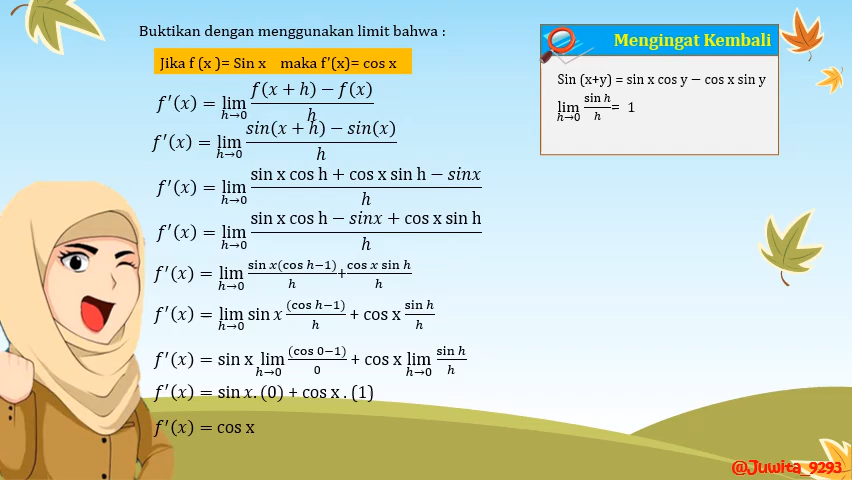 Buktikan dengan menggunakan limit bahwa :
Jika f (x )= Sin x maka f’(x)= cos x
f′(x) = lim h→0 f(x + h) − f(x) / h
f′(x) = lim h→0 sin(x + h) − sin(x) / h
f′(x) = lim h→0 sin x cos h + cos x sin h − sinx / h
f′(x) = lim h→0 sin x cos h − sinx + cos x sin h / h
f′(x) = lim h→0 sin x(cos h−1) / h + cos x sin h / h
f′(x) = lim h→0 sin x (cos h−1) / h + cos x sin h / h
f′(x) = sin x lim h→0 (cos 0−1) / 0 + cos x lim h→0 sin h / h
f′(x) = sin x. (0) + cos x . (1)
f′(x) = cos x
Mengingat Kembali
Sin (x+y) = sin x cos y − cos x sin y
lim h→0 sin h / h = 1
@Juwita_9293